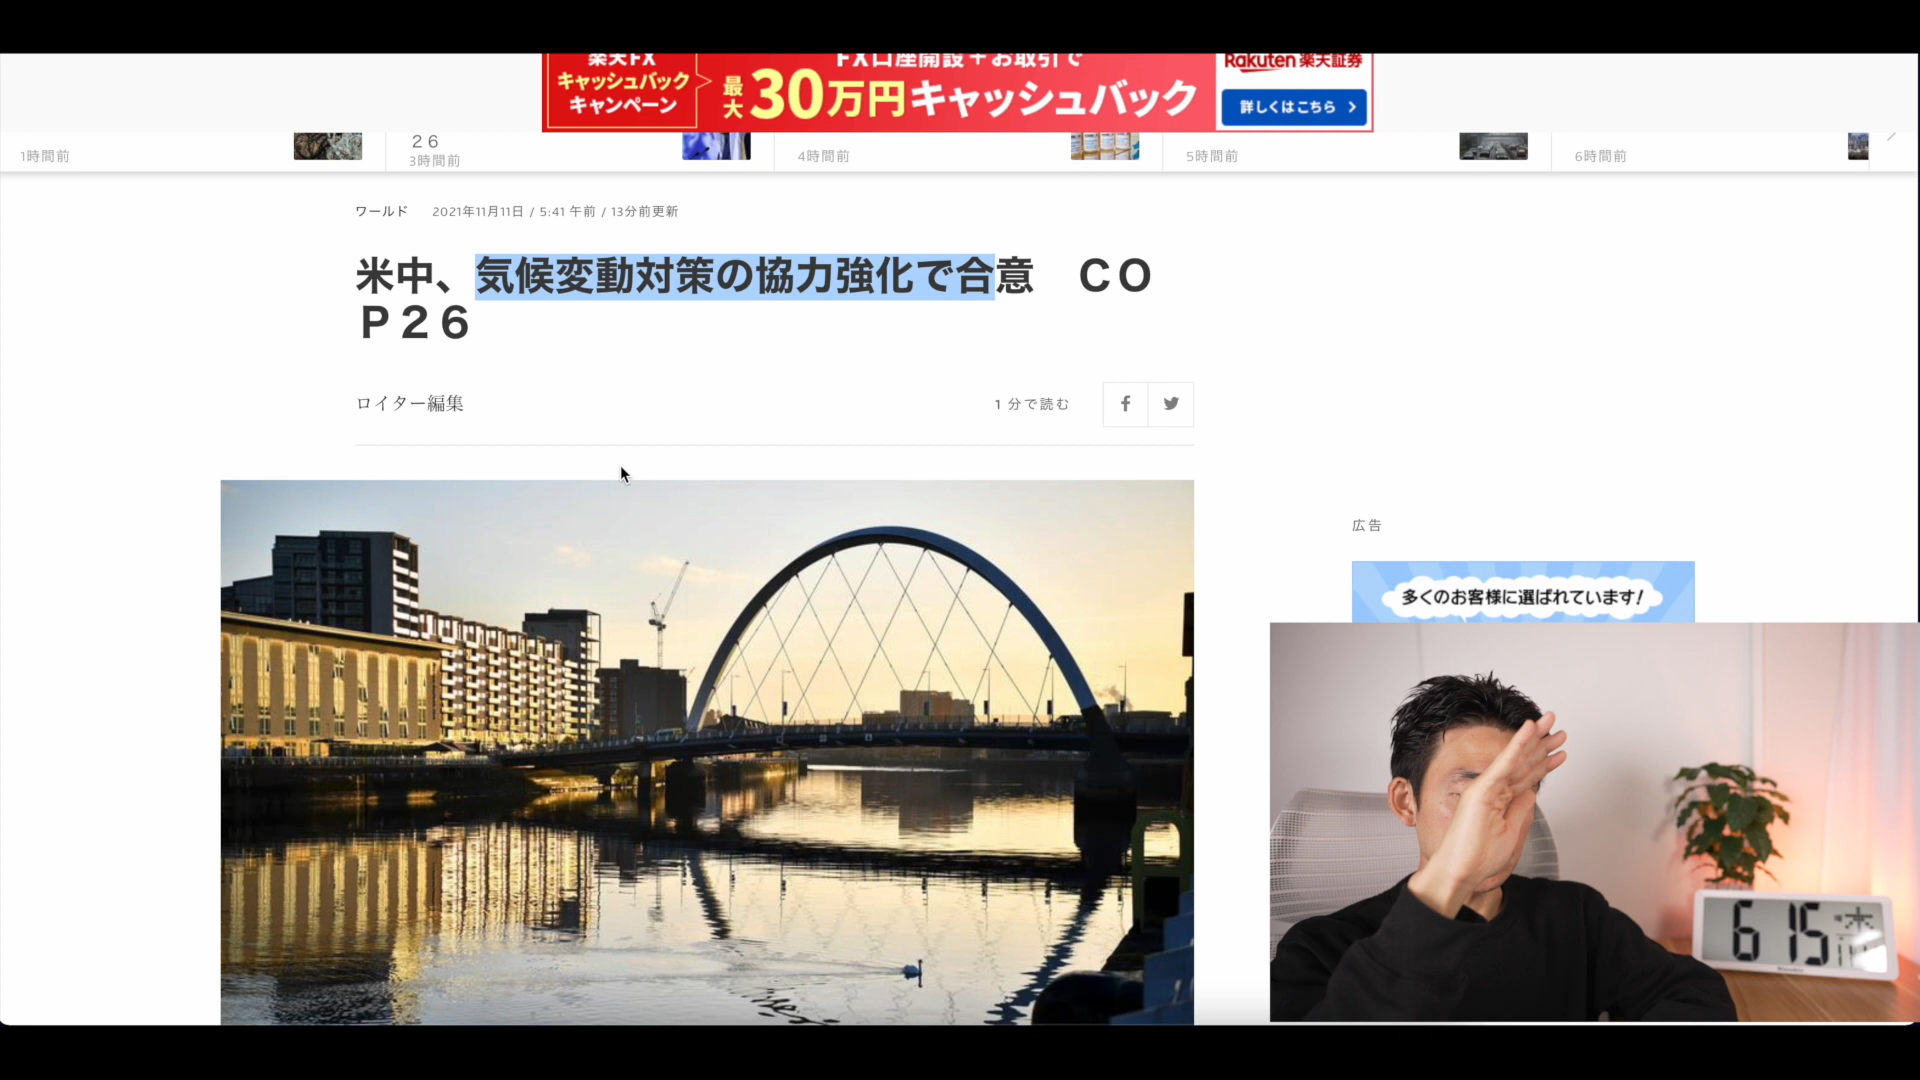 楽天FX
キャッシュバック
キャンペーン
FX口座開設＋お取引で
最大30万円キャッシュバック
Rakuten 楽天証券
詳しくはこちら
1時間前
２６
3時間前
4時間前
5時間前
6時間前
ワールド 2021年11月11日 / 5:41 午前 / 13分前更新
米中、気候変動対策の協力強化で合意　ＣＯ
Ｐ２６
ロイター編集
1 分で読む
広告
多くのお客様に選ばれています!
6 15 木